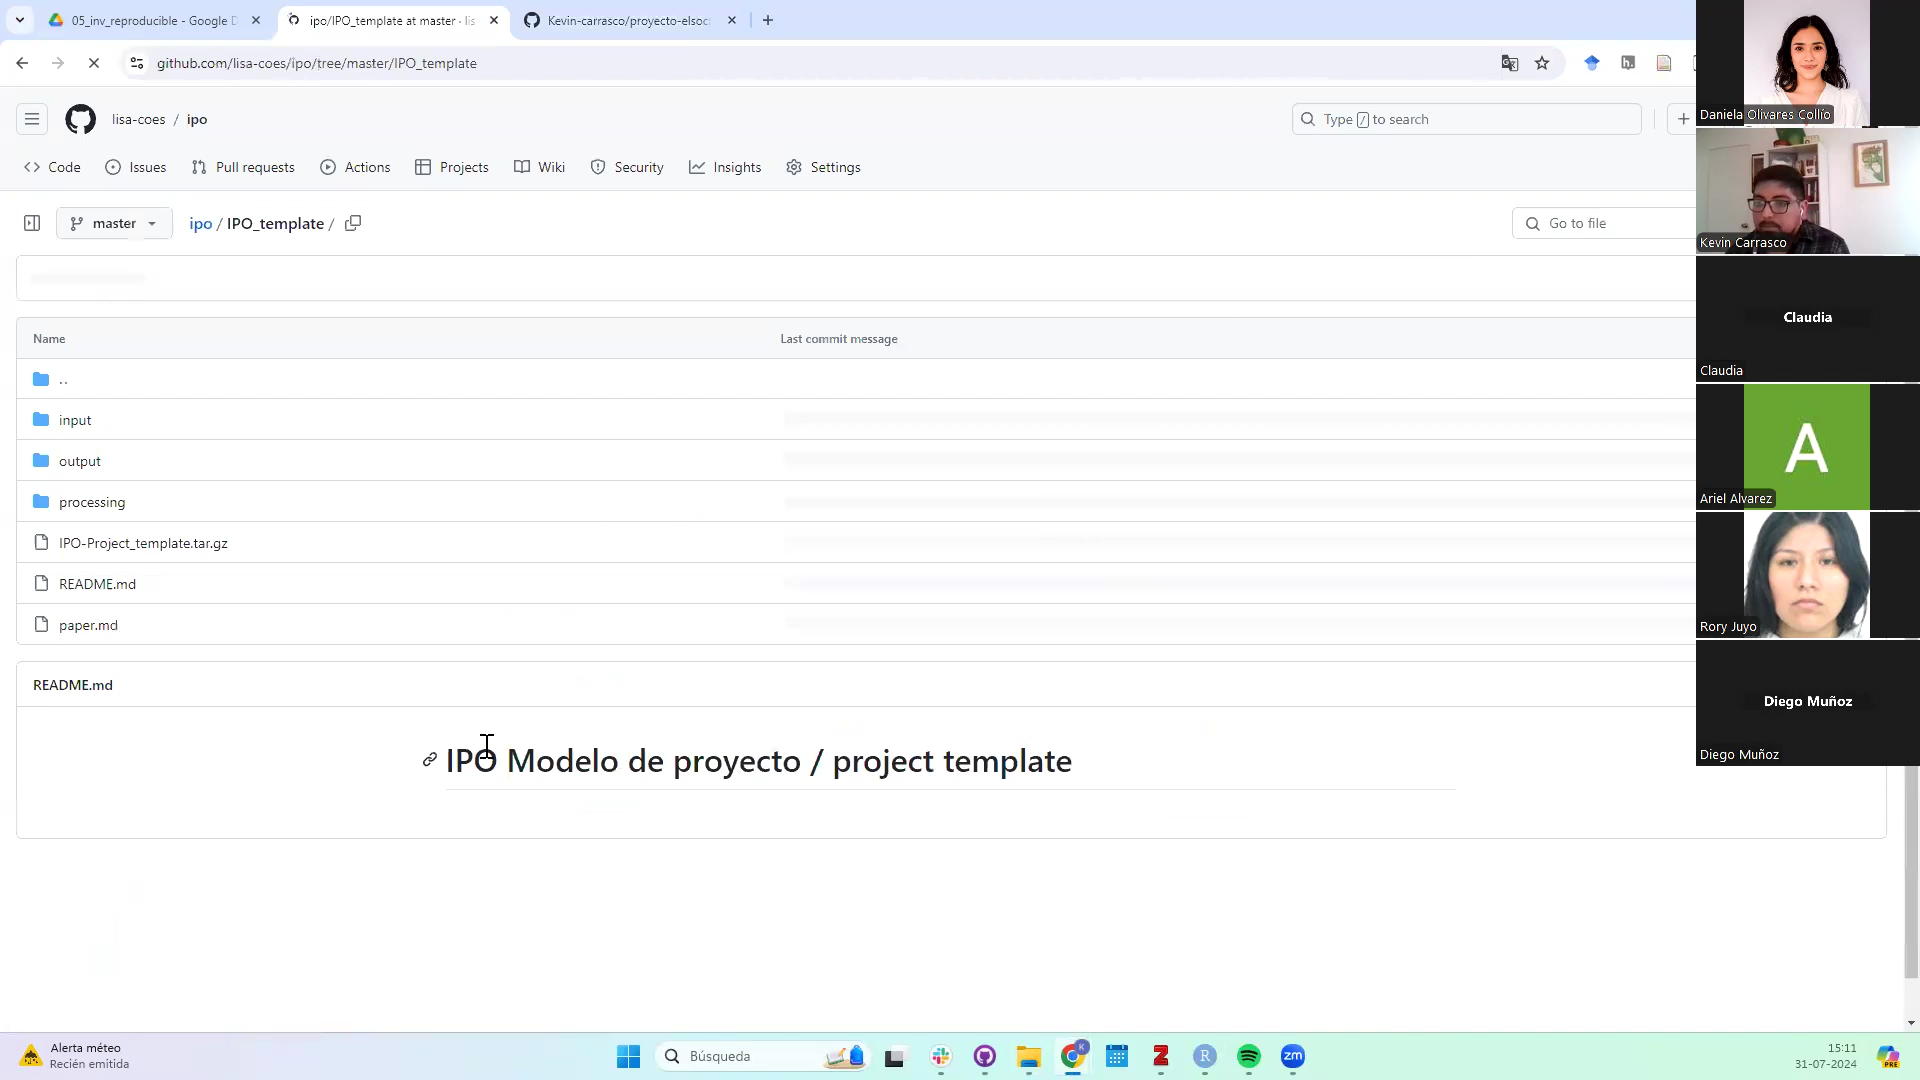 05_inv_reproducible - Google D
ipo/IPO_template at master · lis
Kevin-carrasco/proyecto-elsoc
github.com/lisa-coes/ipo/tree/master/IPO_template
lisa-coes / ipo
Type / to search
Code
Issues
Pull requests
Actions
Projects
Wiki
Security
Insights
Settings
master
ipo / IPO_template /
Go to file
Name
Last commit message
..
input
output
processing
IPO-Project_template.tar.gz
README.md
paper.md
README.md
IPO Modelo de proyecto / project template
Daniela Olivares Collío
Kevin Carrasco
Claudia
Claudia
A
Ariel Alvarez
Rory Juyo
Diego Muñoz
Diego Muñoz
Alerta méteo
Recién emitida
Búsqueda
K
Z
R
zm
15:11
31-07-2024
PRE